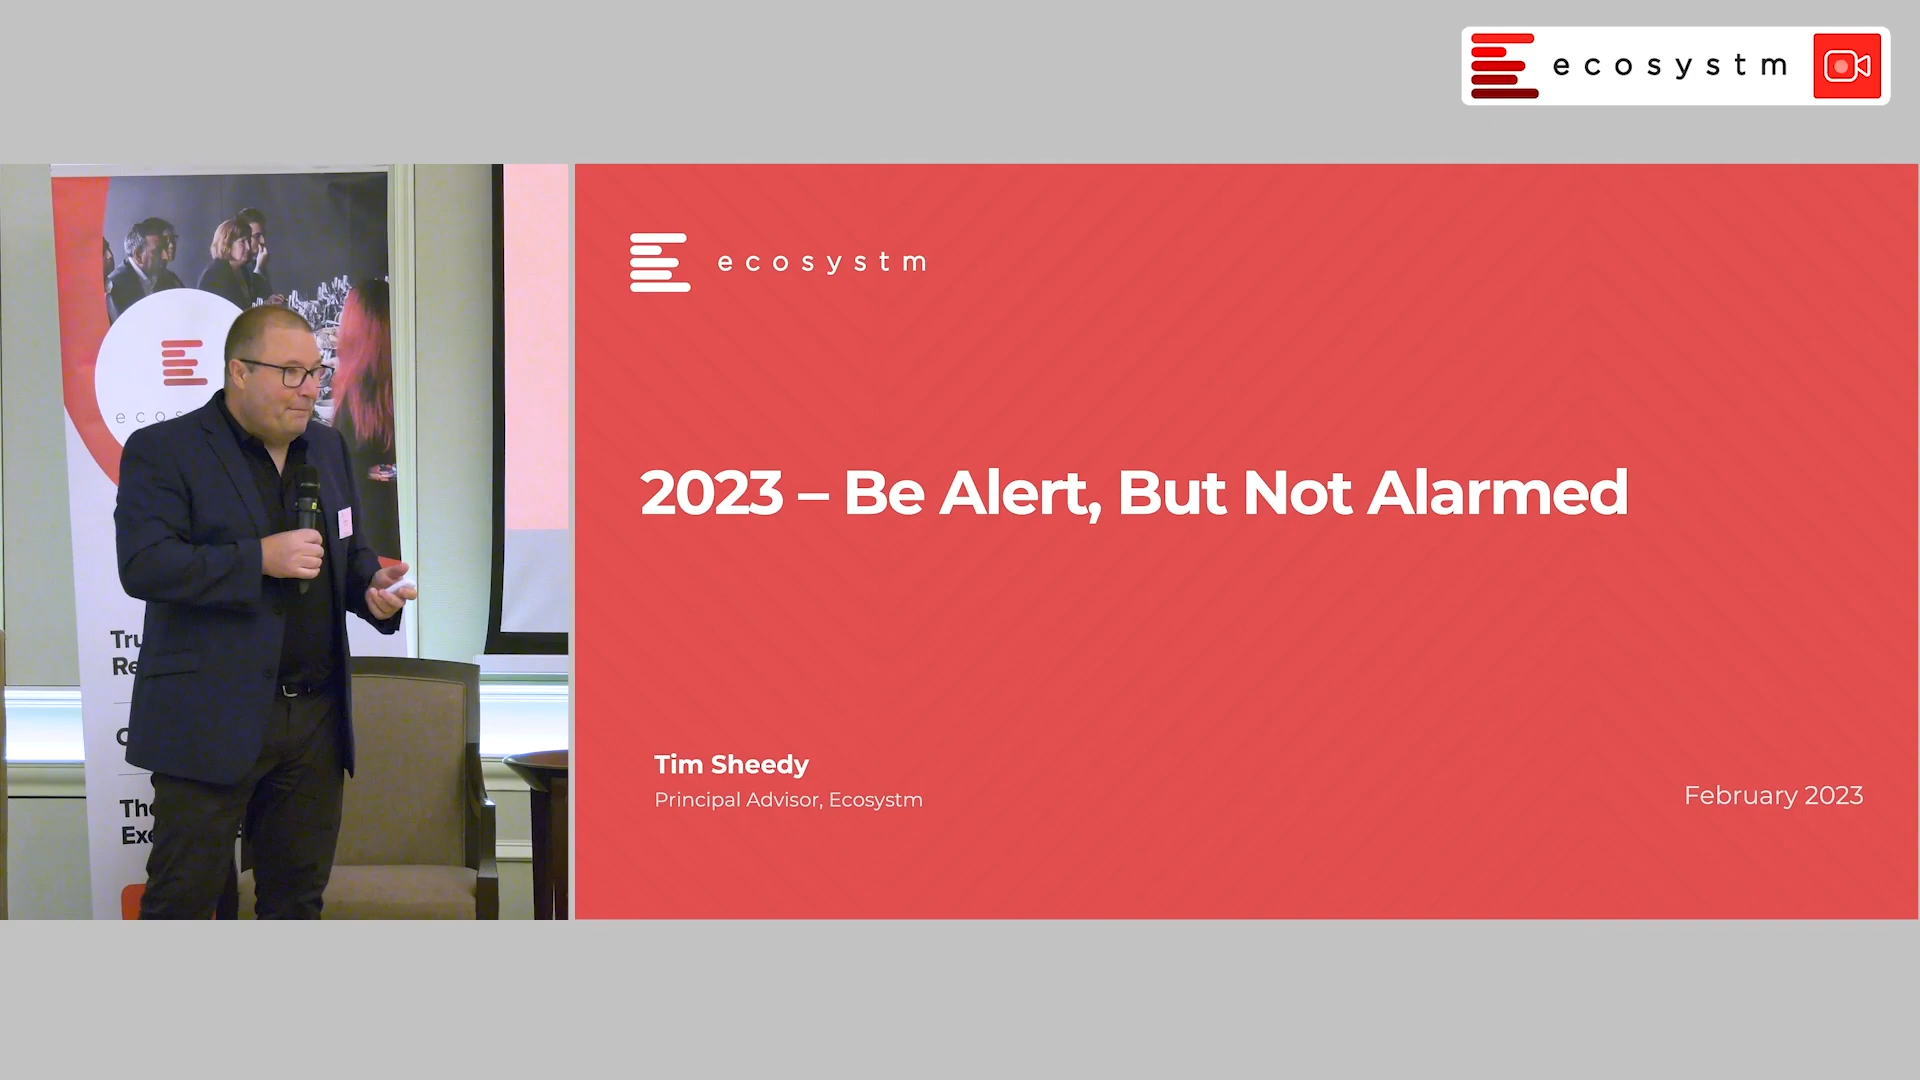 ecosystm
ecosystm
2023 – Be Alert, But Not Alarmed
Tim Sheedy
Principal Advisor, Ecosystm
February 2023